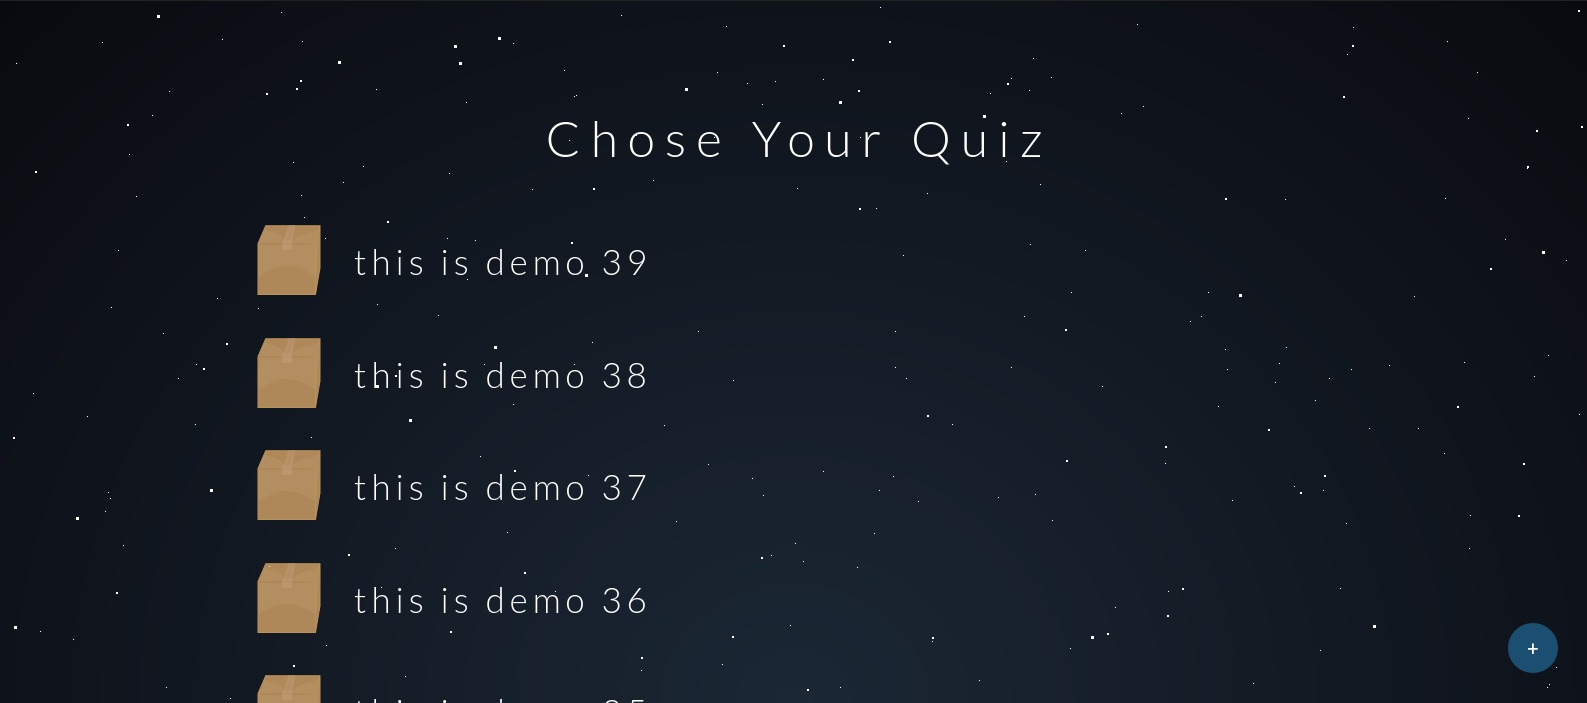 Chose Your Quiz
this is demo 39
this is demo 38
this is demo 37
this is demo 36
+